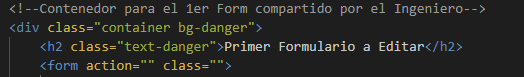 <!--Contenedor para el 1er Form compartido por el Ingeniero-->
<div class="container bg-danger">
<h2 class="text-danger">Primer Formulario a Editar</h2>
<form action="" class="">